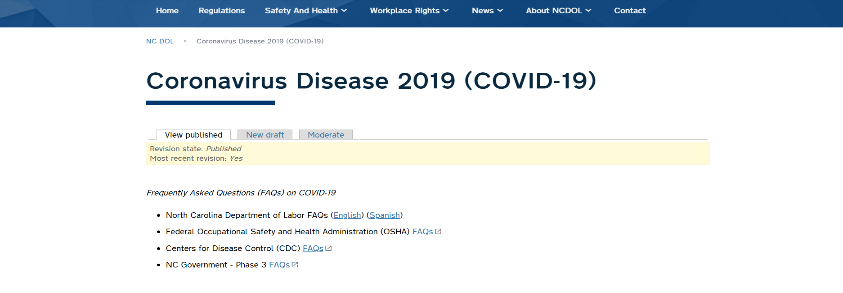 Home Regulations Safety And Health Workplace Rights News About NCDOL Contact
NC DOL • Coronavirus Disease 2019 (COVID-19)
Coronavirus Disease 2019 (COVID-19)
View published New draft Moderate
Revision state: Published
Most recent revision: Yes
Frequently Asked Questions (FAQs) on COVID-19
• North Carolina Department of Labor FAQs (English) (Spanish)
• Federal Occupational Safety and Health Administration (OSHA) FAQs
• Centers for Disease Control (CDC) FAQs
• NC Government - Phase 3 FAQs